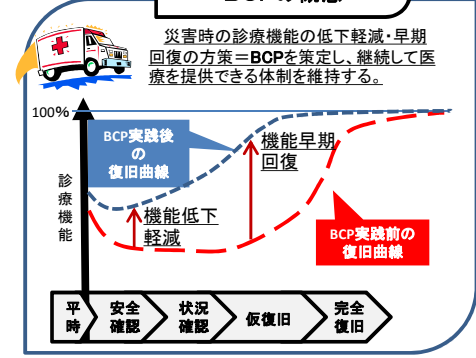 災害時の診療機能の低下軽減・早期
回復の方策＝BCPを策定し、継続して医
療を提供できる体制を維持する。
100%
BCP実践後
の
復旧曲線
機能早期
回復
診療機能
機能低下
軽減
BCP実践前の
復旧曲線
平時
安全
確認
状況
確認
仮復旧
完全
復旧